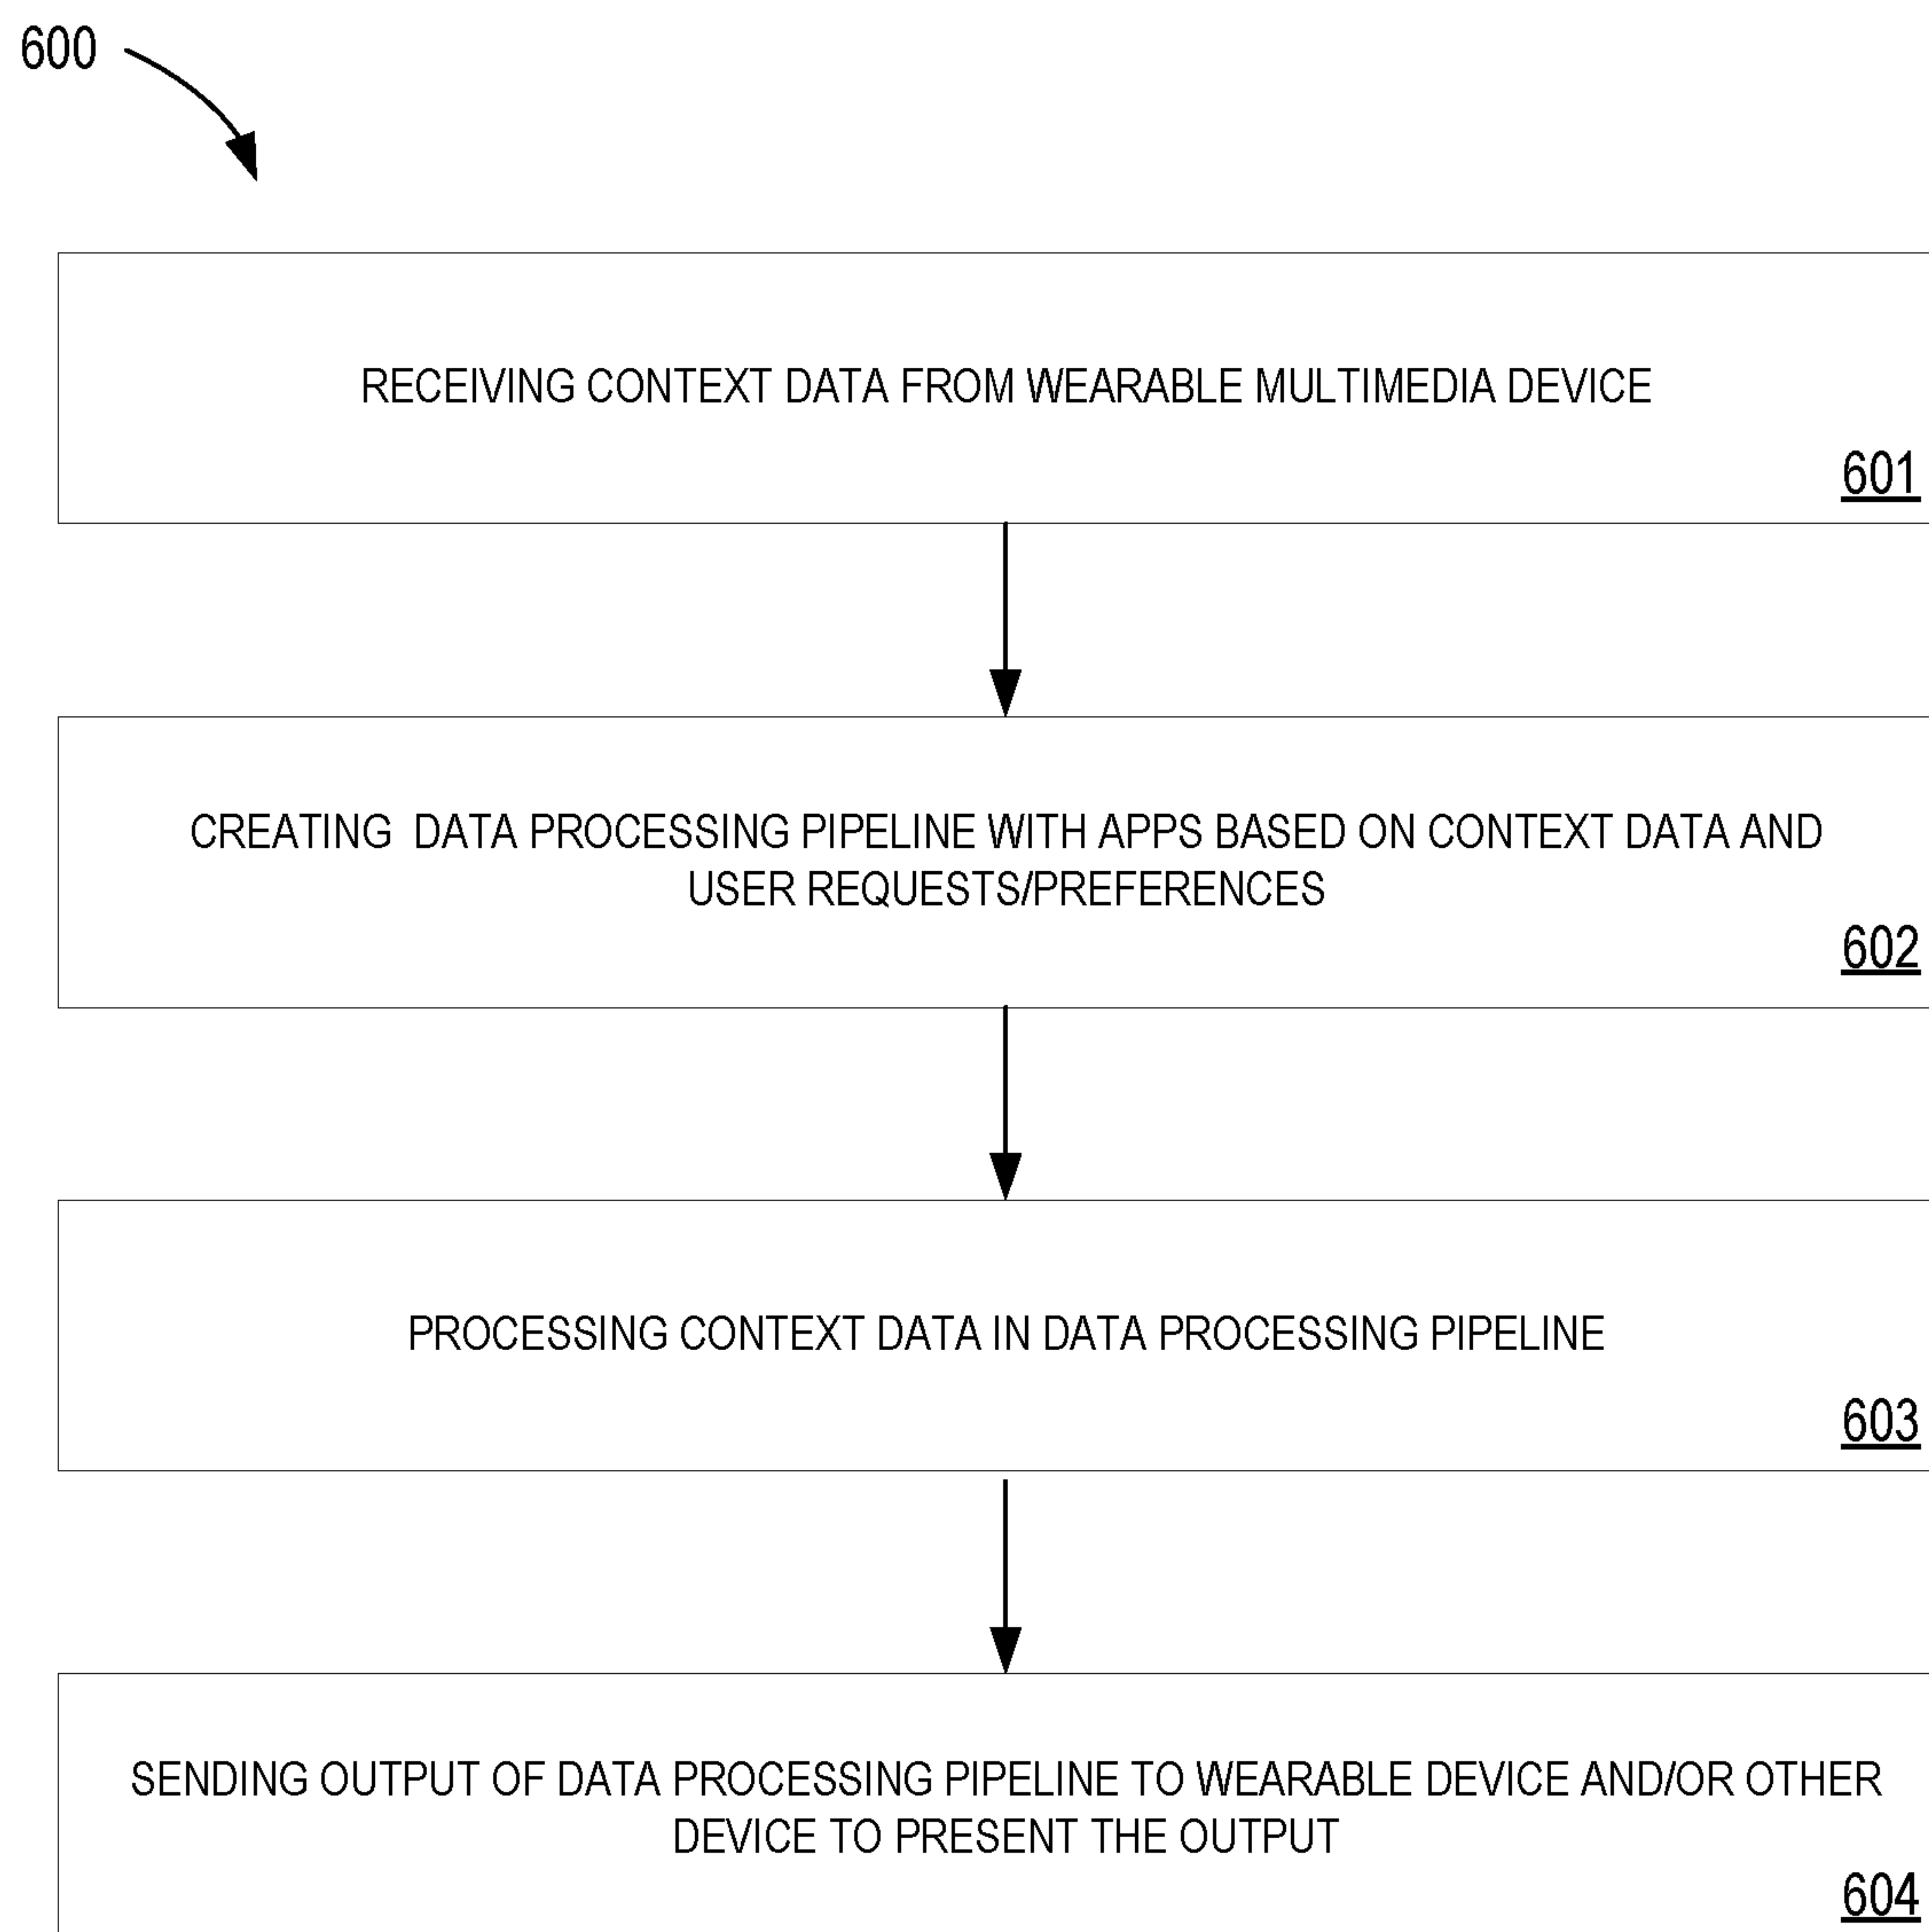 600
RECEIVING CONTEXT DATA FROM WEARABLE MULTIMEDIA DEVICE
601
CREATING DATA PROCESSING PIPELINE WITH APPS BASED ON CONTEXT DATA AND
USER REQUESTS/PREFERENCES
602
PROCESSING CONTEXT DATA IN DATA PROCESSING PIPELINE
603
SENDING OUTPUT OF DATA PROCESSING PIPELINE TO WEARABLE DEVICE AND/OR OTHER
DEVICE TO PRESENT THE OUTPUT
604